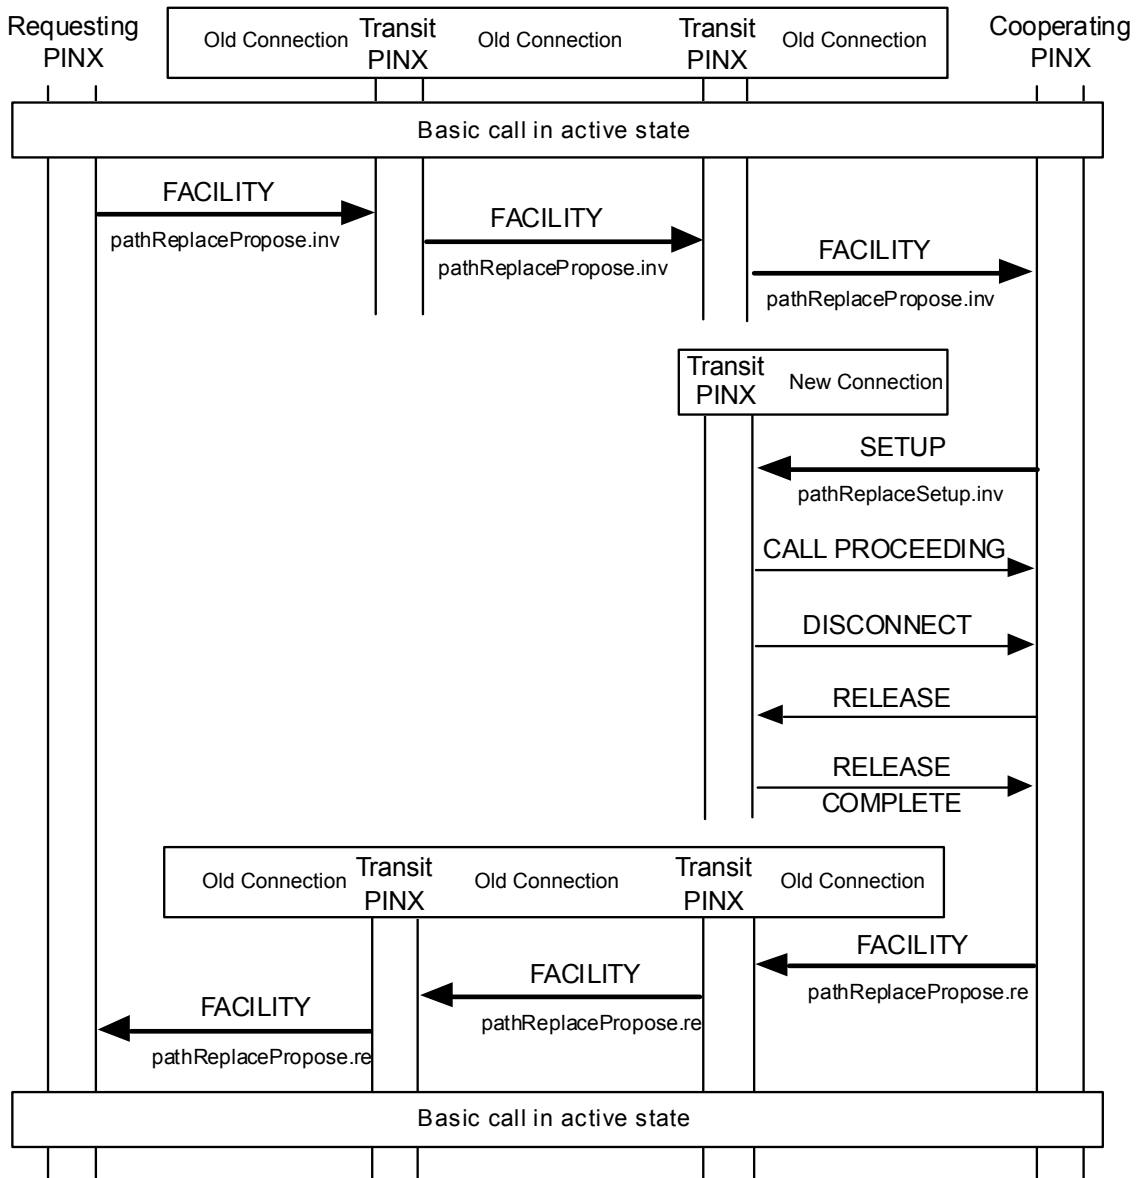 Requesting
PINX
Old Connection
Transit
PINX
Old Connection
Transit
PINX
Old Connection
Cooperating
PINX
Basic call in active state
FACILITY
pathReplacePropose.inv
FACILITY
pathReplacePropose.inv
FACILITY
pathReplacePropose.inv
Transit
PINX
New Connection
SETUP
pathReplaceSetup.inv
CALL PROCEEDING
DISCONNECT
RELEASE
RELEASE
COMPLETE
Old Connection
Transit
PINX
Old Connection
Transit
PINX
Old Connection
FACILITY
pathReplacePropose.re
FACILITY
pathReplacePropose.re
FACILITY
pathReplacePropose.re
Basic call in active state